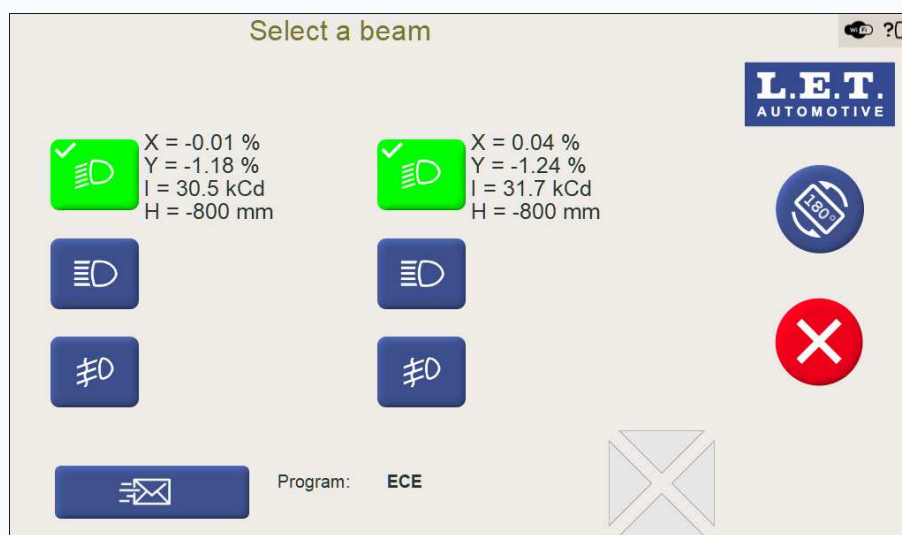 Select a beam
WiFi
?
L.E.T.
AUTOMOTIVE
X = -0.01 %
Y = -1.18 %
I = 30.5 kCd
H = -800 mm
X = 0.04 %
Y = -1.24 %
I = 31.7 kCd
H = -800 mm
180°
Program: ECE